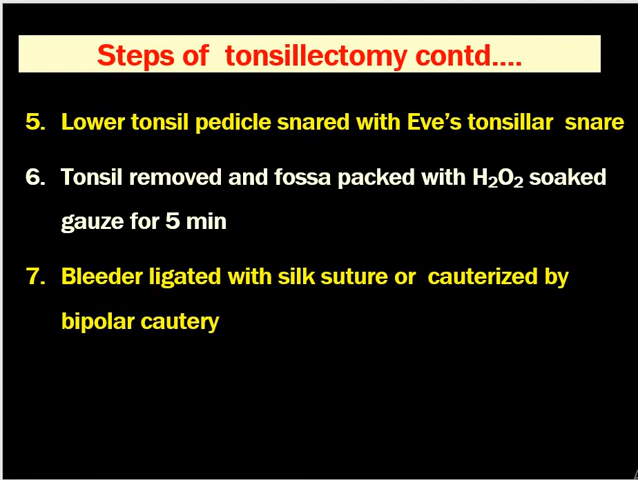 Steps of tonsillectomy contd....
5. Lower tonsil pedicle snared with Eve's tonsillar snare
6. Tonsil removed and fossa packed with H₂O₂ soaked
gauze for 5 min
7. Bleeder ligated with silk suture or cauterized by
bipolar cautery